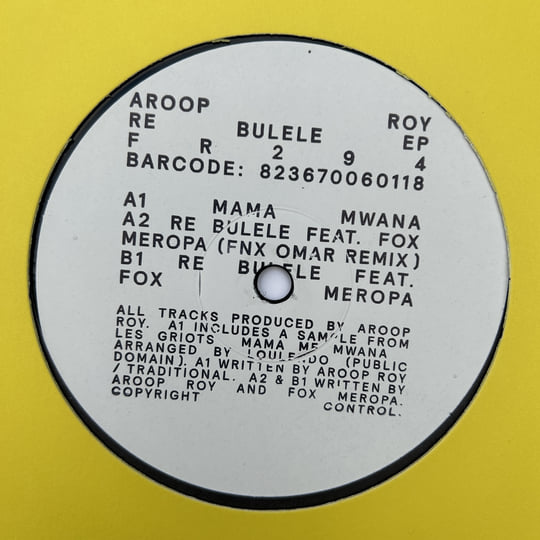 AROOP ROY
RE BULELE EP
F R 2 9 4
BARCODE: 823670060118
A1 MAMA MWANA
A2 RE BULELE FEAT. FOX
MEROPA (FNX OMAR REMIX)
B1 RE BULELE FEAT.
FOX MEROPA
ALL TRACKS PRODUCED BY AROOP
ROY. A1 INCLUDES A SAMPLE FROM
LES GRIOTS MAMA ME MWANA
ARRANGED BY LOULENDO (PUBLIC
DOMAIN). A1 WRITTEN BY AROOP ROY
/ TRADITIONAL. A2 & B1 WRITTEN BY
AROOP ROY AND FOX MEROPA.
COPYRIGHT CONTROL.